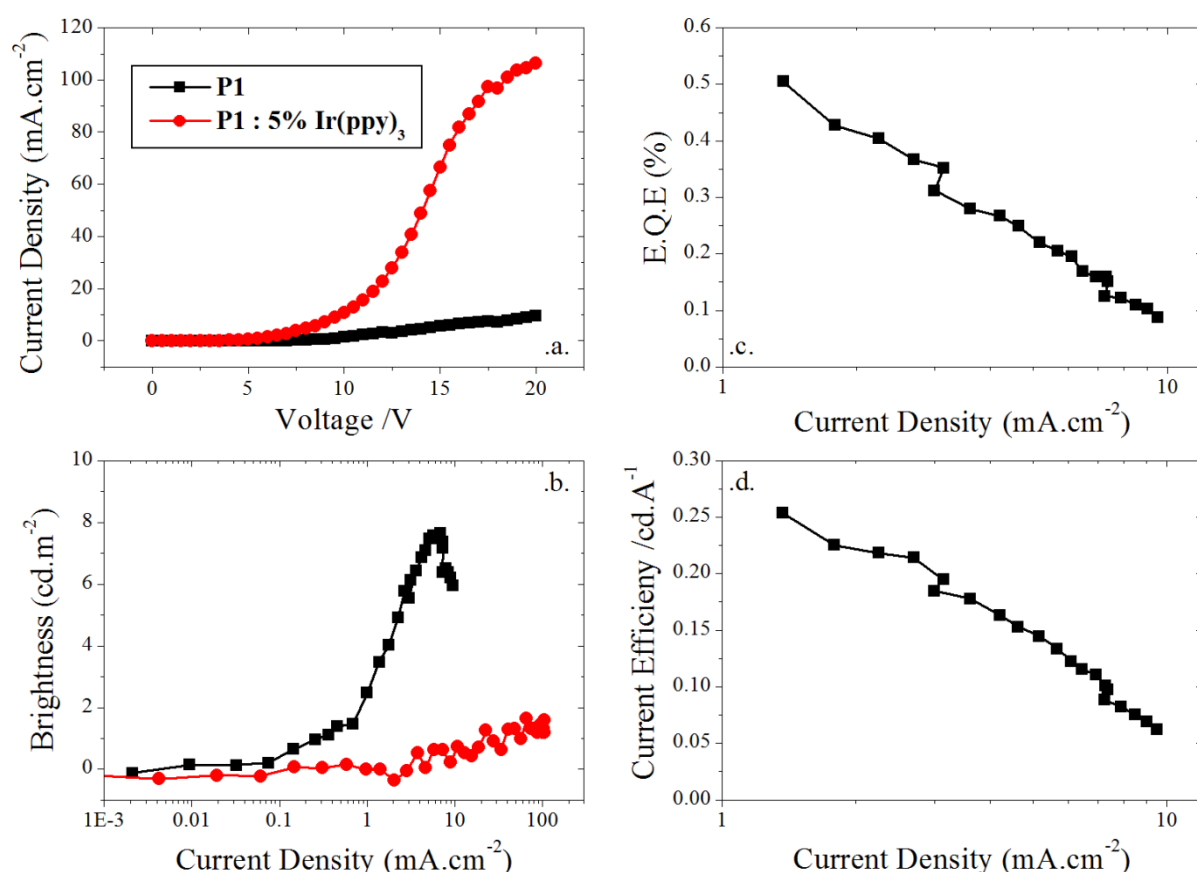 120
100
80
60
40
20
0
Current Density (mA.cm-2)
P1
P1 : 5% Ir(ppy)3
.a.
0 5 10 15 20
Voltage /V
0.6
0.5
0.4
0.3
0.2
0.1
0.0
E.Q.E (%)
.c.
1 10
Current Density (mA.cm-2)
10
8
6
4
2
0
Brightness (cd.m-2)
.b.
1E-3 0.01 0.1 1 10 100
Current Density (mA.cm-2)
0.30
0.25
0.20
0.15
0.10
0.05
0.00
Current Efficieny /cd.A-1
.d.
1 10
Current Density (mA.cm-2)